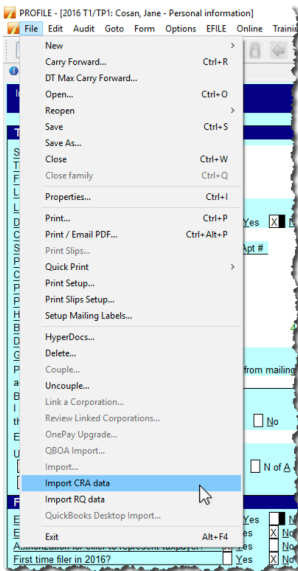 PROFILE - [2016 T1/TP1: Cosan, Jane - Personal information]
File Edit Audit Goto Form Options EFILE Online
New >
Carry Forward... Ctrl+R
DT Max Carry Forward...
Open... Ctrl+O
Reopen >
Save Ctrl+S
Save As...
Close Ctrl+W
Close family Ctrl+Q
Properties... Ctrl+I
Print... Ctrl+P
Yes X
Print / Email PDF... Ctrl+Alt+P
Print Slips...
Apt #
Quick Print >
Print Setup...
Print Slips Setup...
Setup Mailing Labels...
HyperDocs...
Delete...
Couple...
from mailing
Uncouple...
Link a Corporation...
Review Linked Corporations...
No
OnePay Upgrade...
QBOA Import...
Import...
N of A
Import CRA data
Import RQ data
QuickBooks Desktop Import...
Yes
Exit Alt+F4
Yes X No
First time filer in 2016? Yes X No